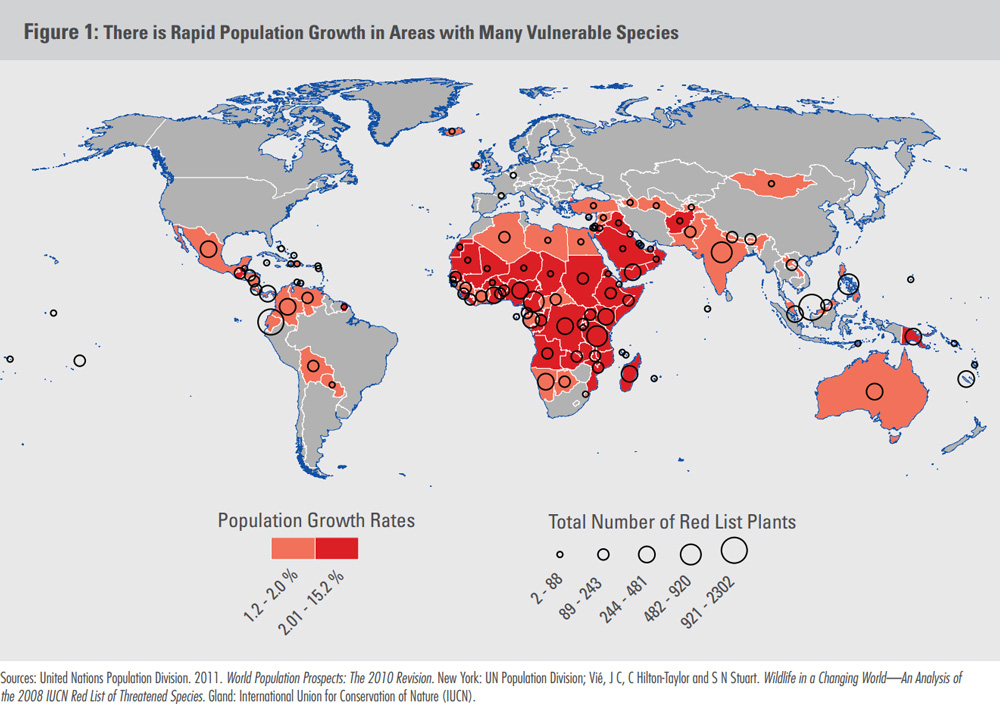 Figure 1: There is Rapid Population Growth in Areas with Many Vulnerable Species
Population Growth Rates
1.2 - 2.0 %
2.01 - 15.2 %
Total Number of Red List Plants
2 - 88
89 - 243
244 - 481
482 - 920
921 - 2302
Sources: United Nations Population Division. 2011. World Population Prospects: The 2010 Revision. New York: UN Population Division; Vié, J C, C Hilton-Taylor and S N Stuart. Wildlife in a Changing World—An Analysis of
the 2008 IUCN Red List of Threatened Species. Gland: International Union for Conservation of Nature (IUCN).